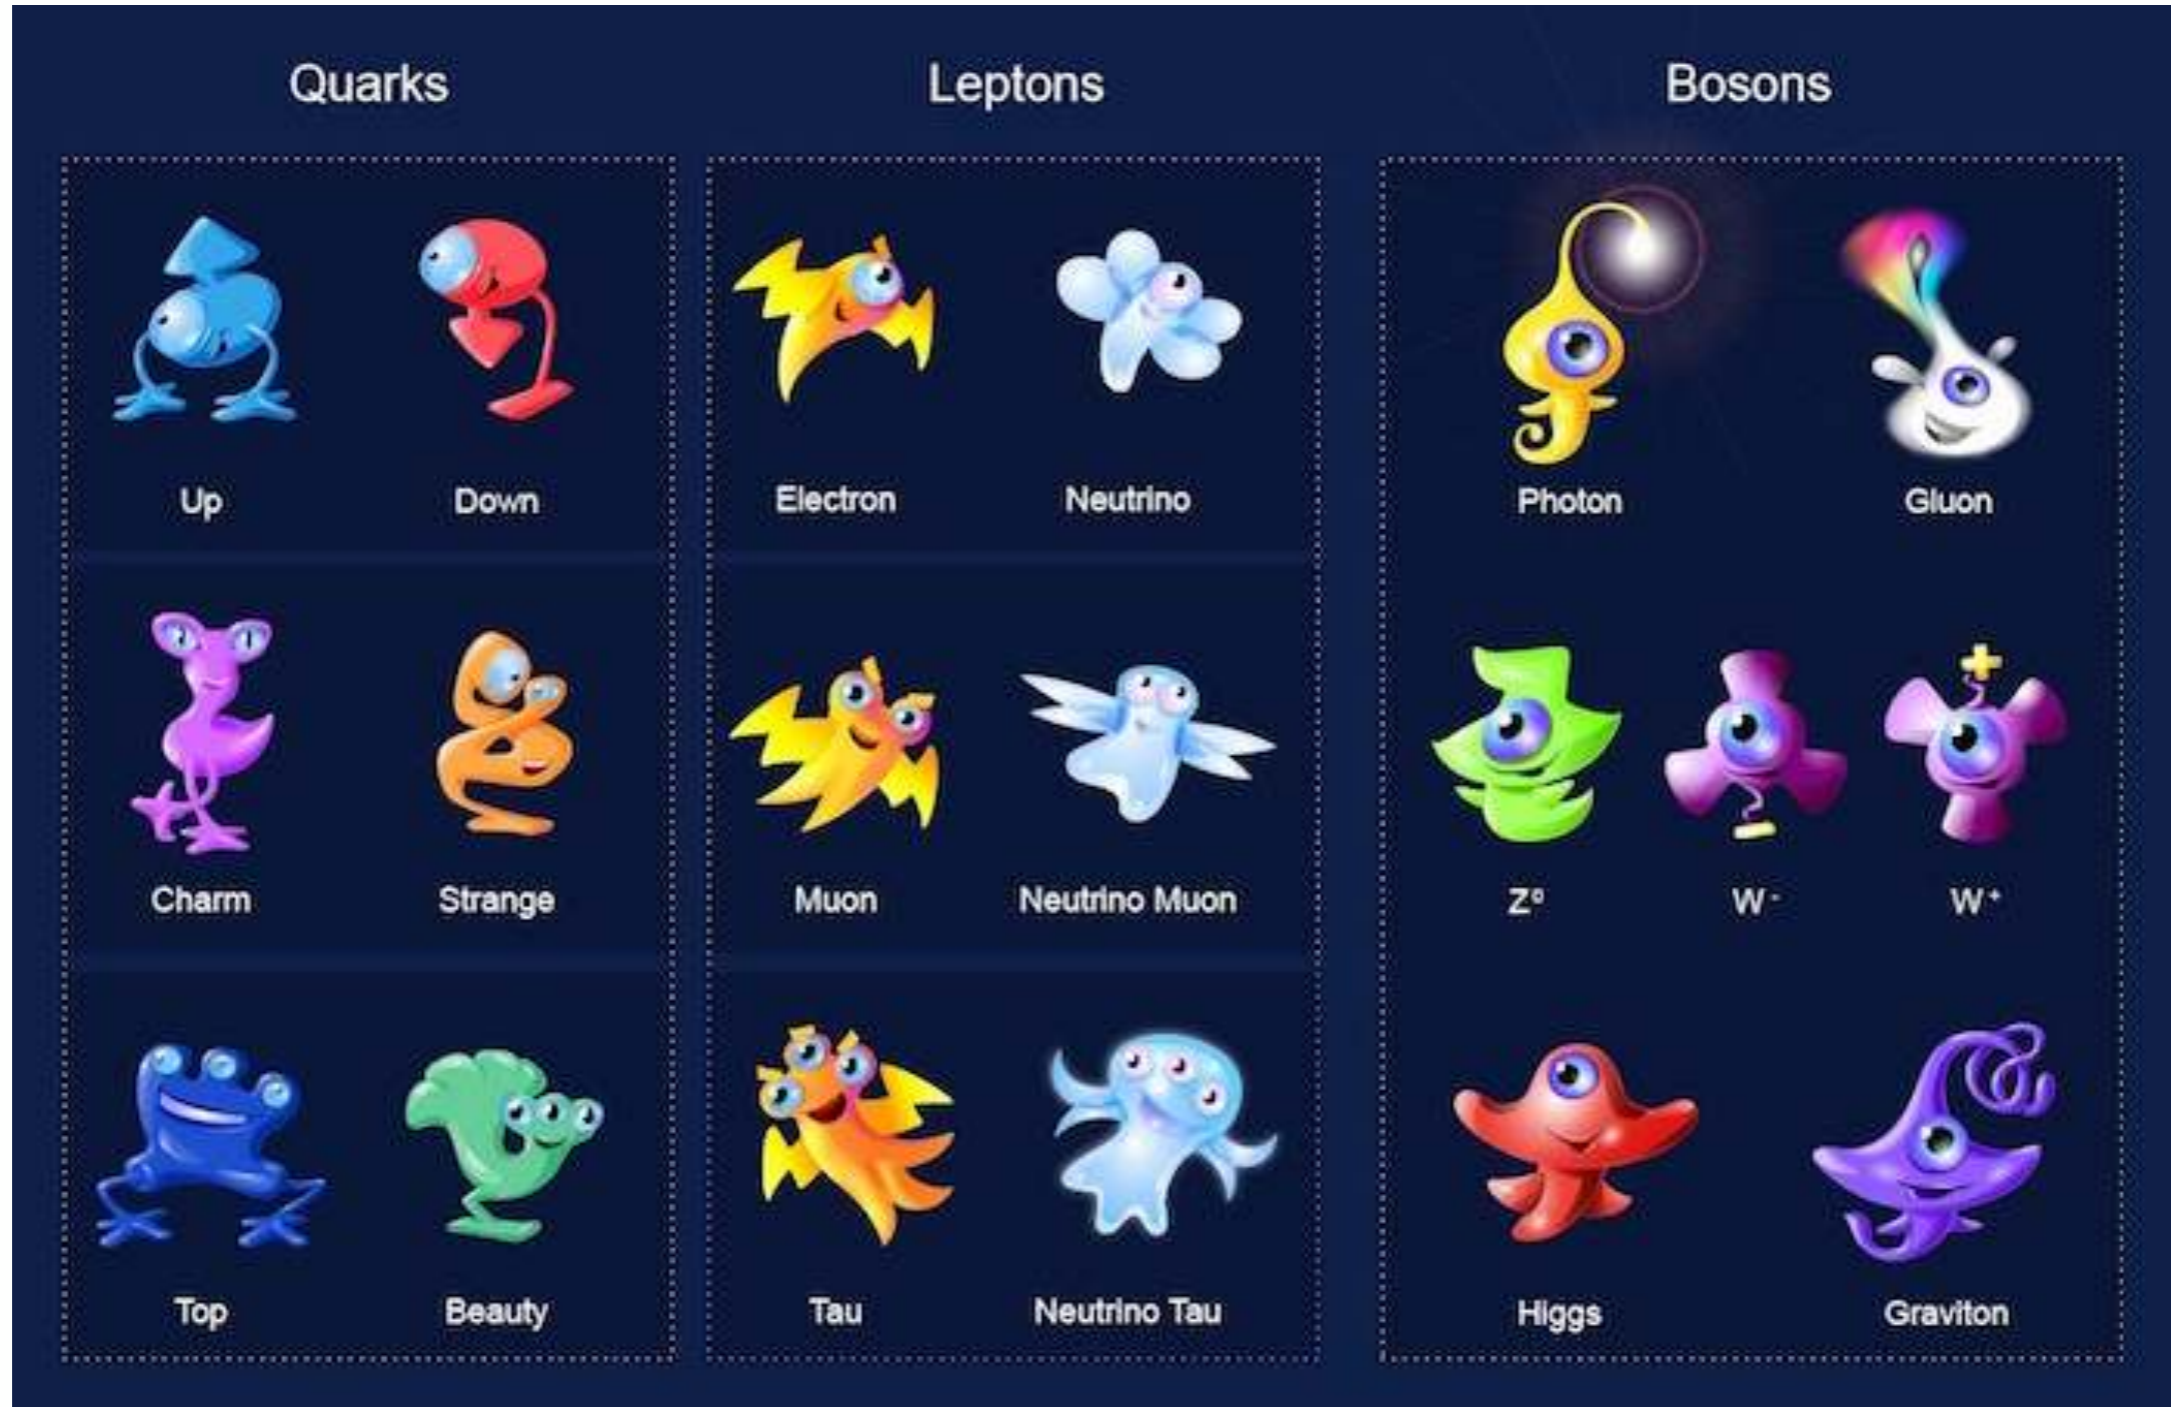 Quarks
Leptons
Bosons
Up
Down
Electron
Neutrino
Photon
Gluon
Charm
Strange
Muon
Neutrino Muon
Z⁰
W⁻
W⁺
Top
Beauty
Tau
Neutrino Tau
Higgs
Graviton